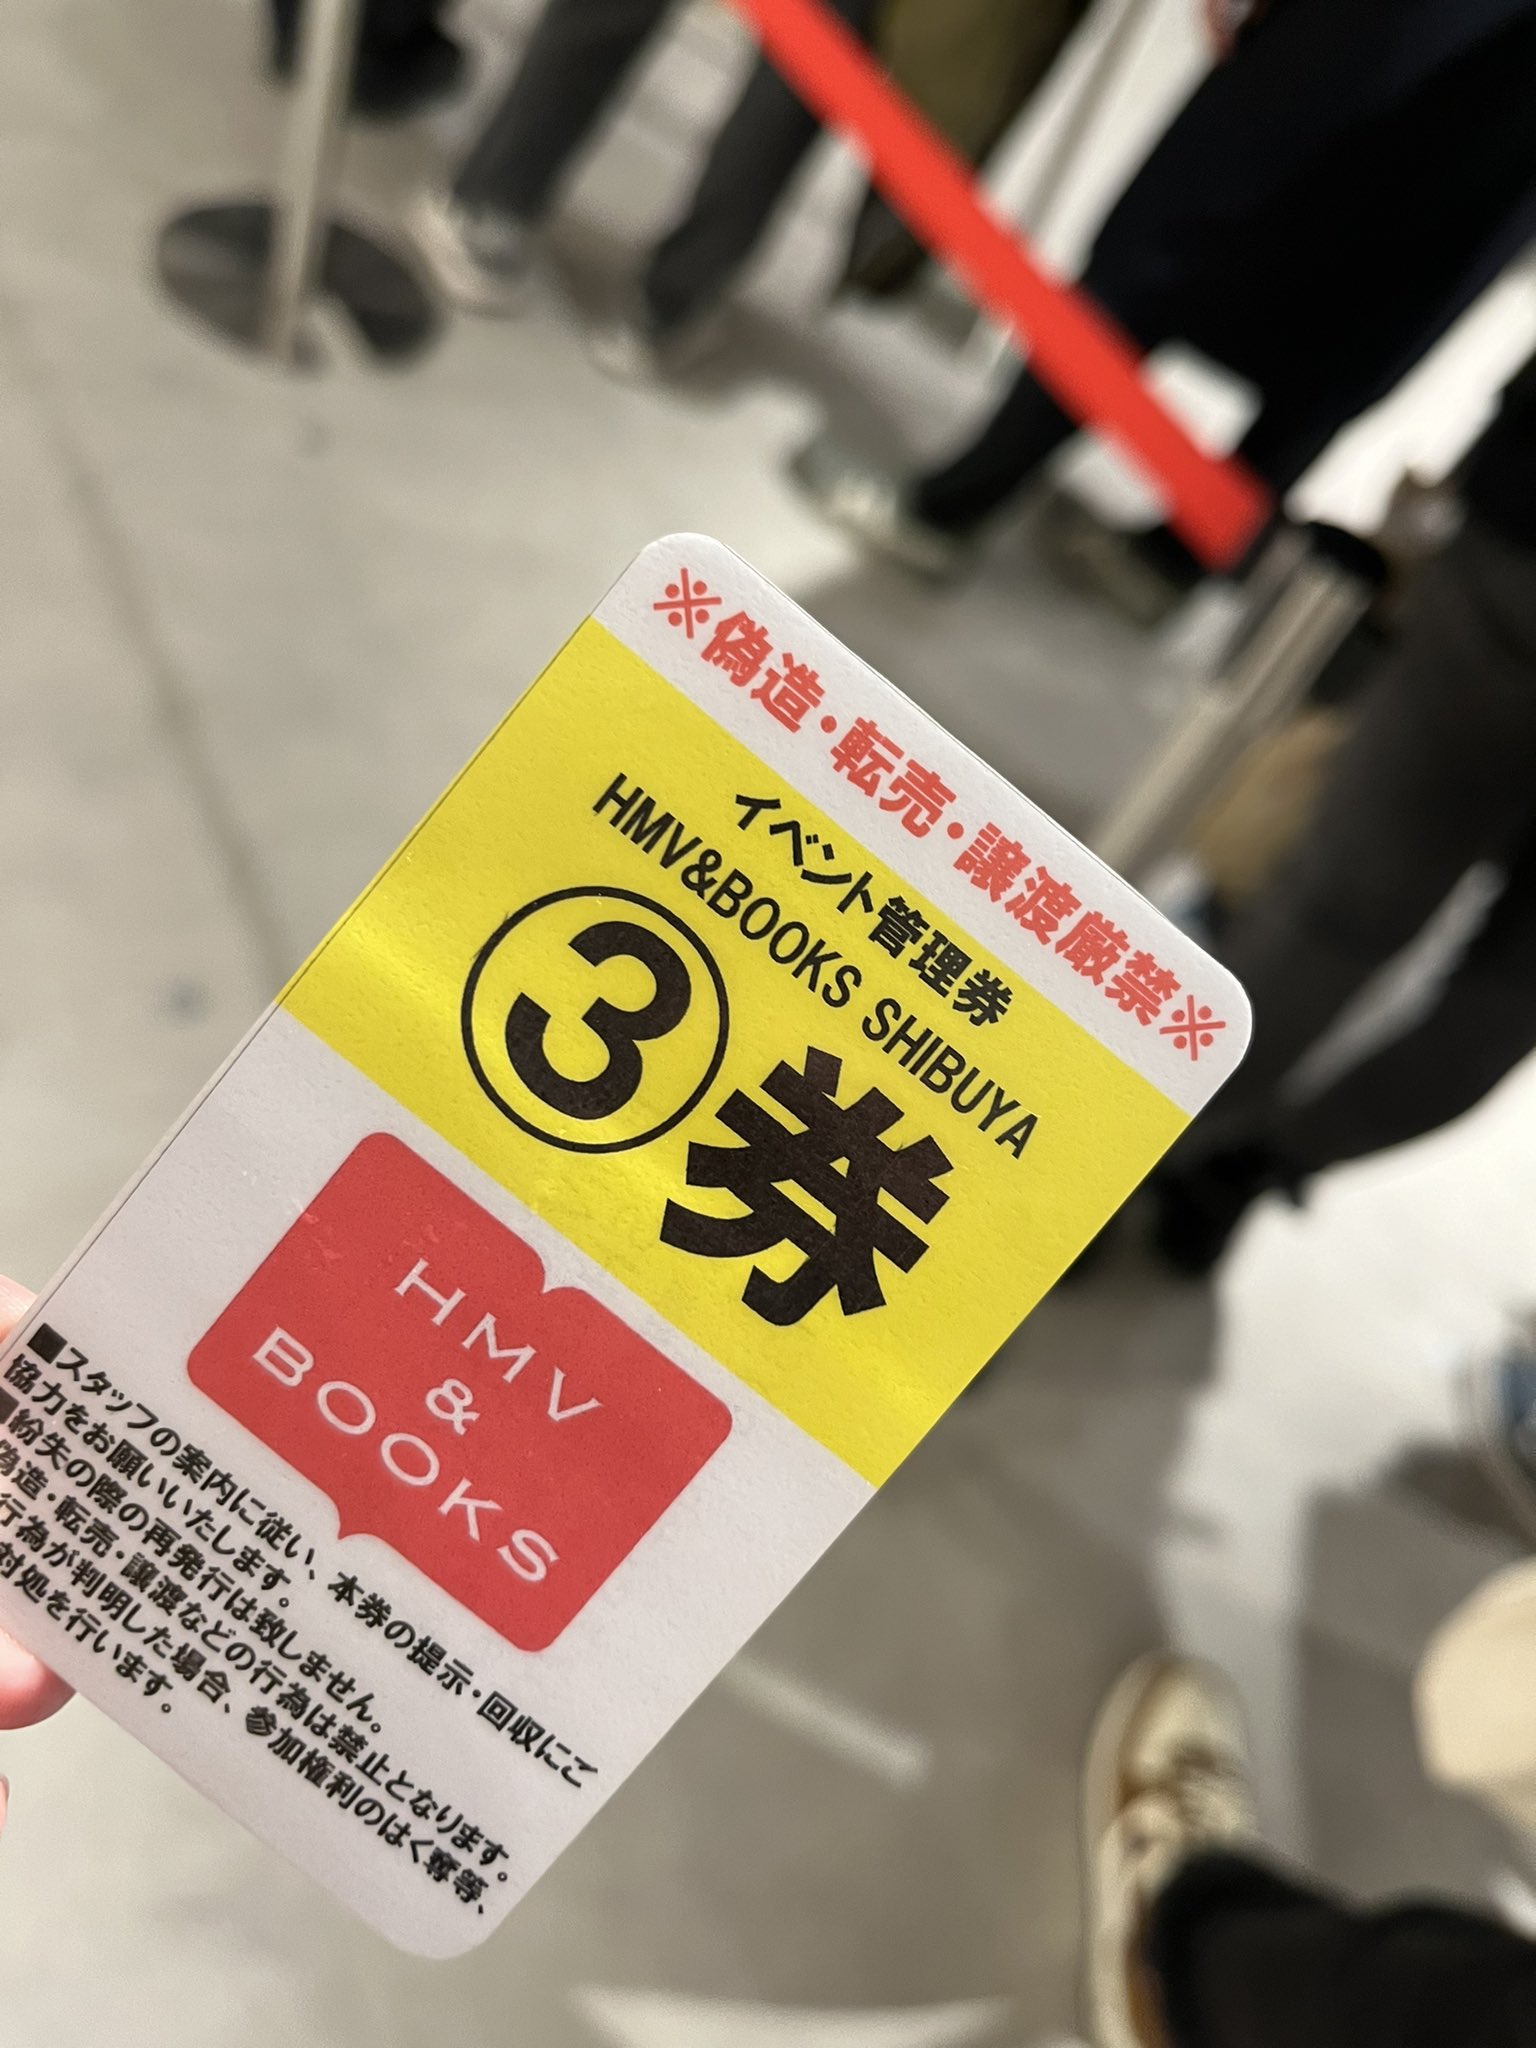 ※偽造・転売・譲渡厳禁※
イベント管理券
HMV&BOOKS SHIBUYA
③券
HMV
&
BOOKS
■スタッフの案内に従い、本券の提示・回収にご
協力をお願いいたします。
■紛失の際の再発行は致しません。
偽造・転売・譲渡などの行為は禁止となります。
行為が判明した場合、参加権利のはく奪等、
対処を行います。